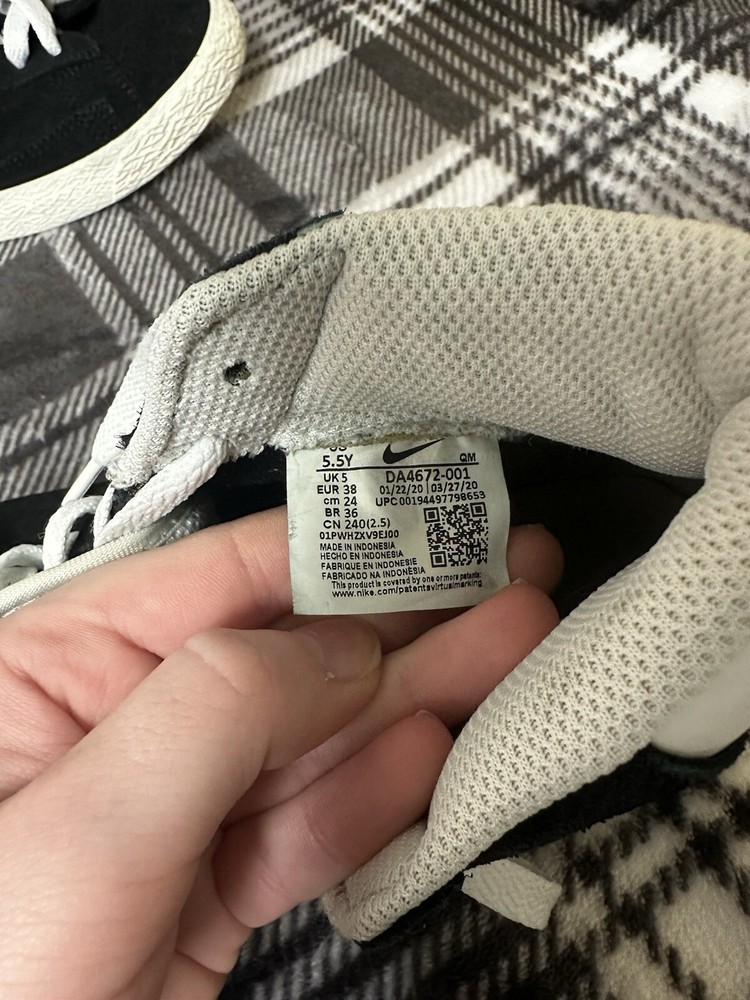 US
5.5Y QM
UK 5 DA4672-001
EUR 38 01/22/20 | 03/27/20
cm 24 UPC 00194497798653
BR 36
CN 240(2.5)
01PWHZXV9EJ00
MADE IN INDONESIA
HECHO EN INDONESIA
FABRIQUE EN INDONESIE
FABRICADO NA INDONÉSIA
This product is covered by one or more patents:
www.nike.com/patentsvirtualmarking